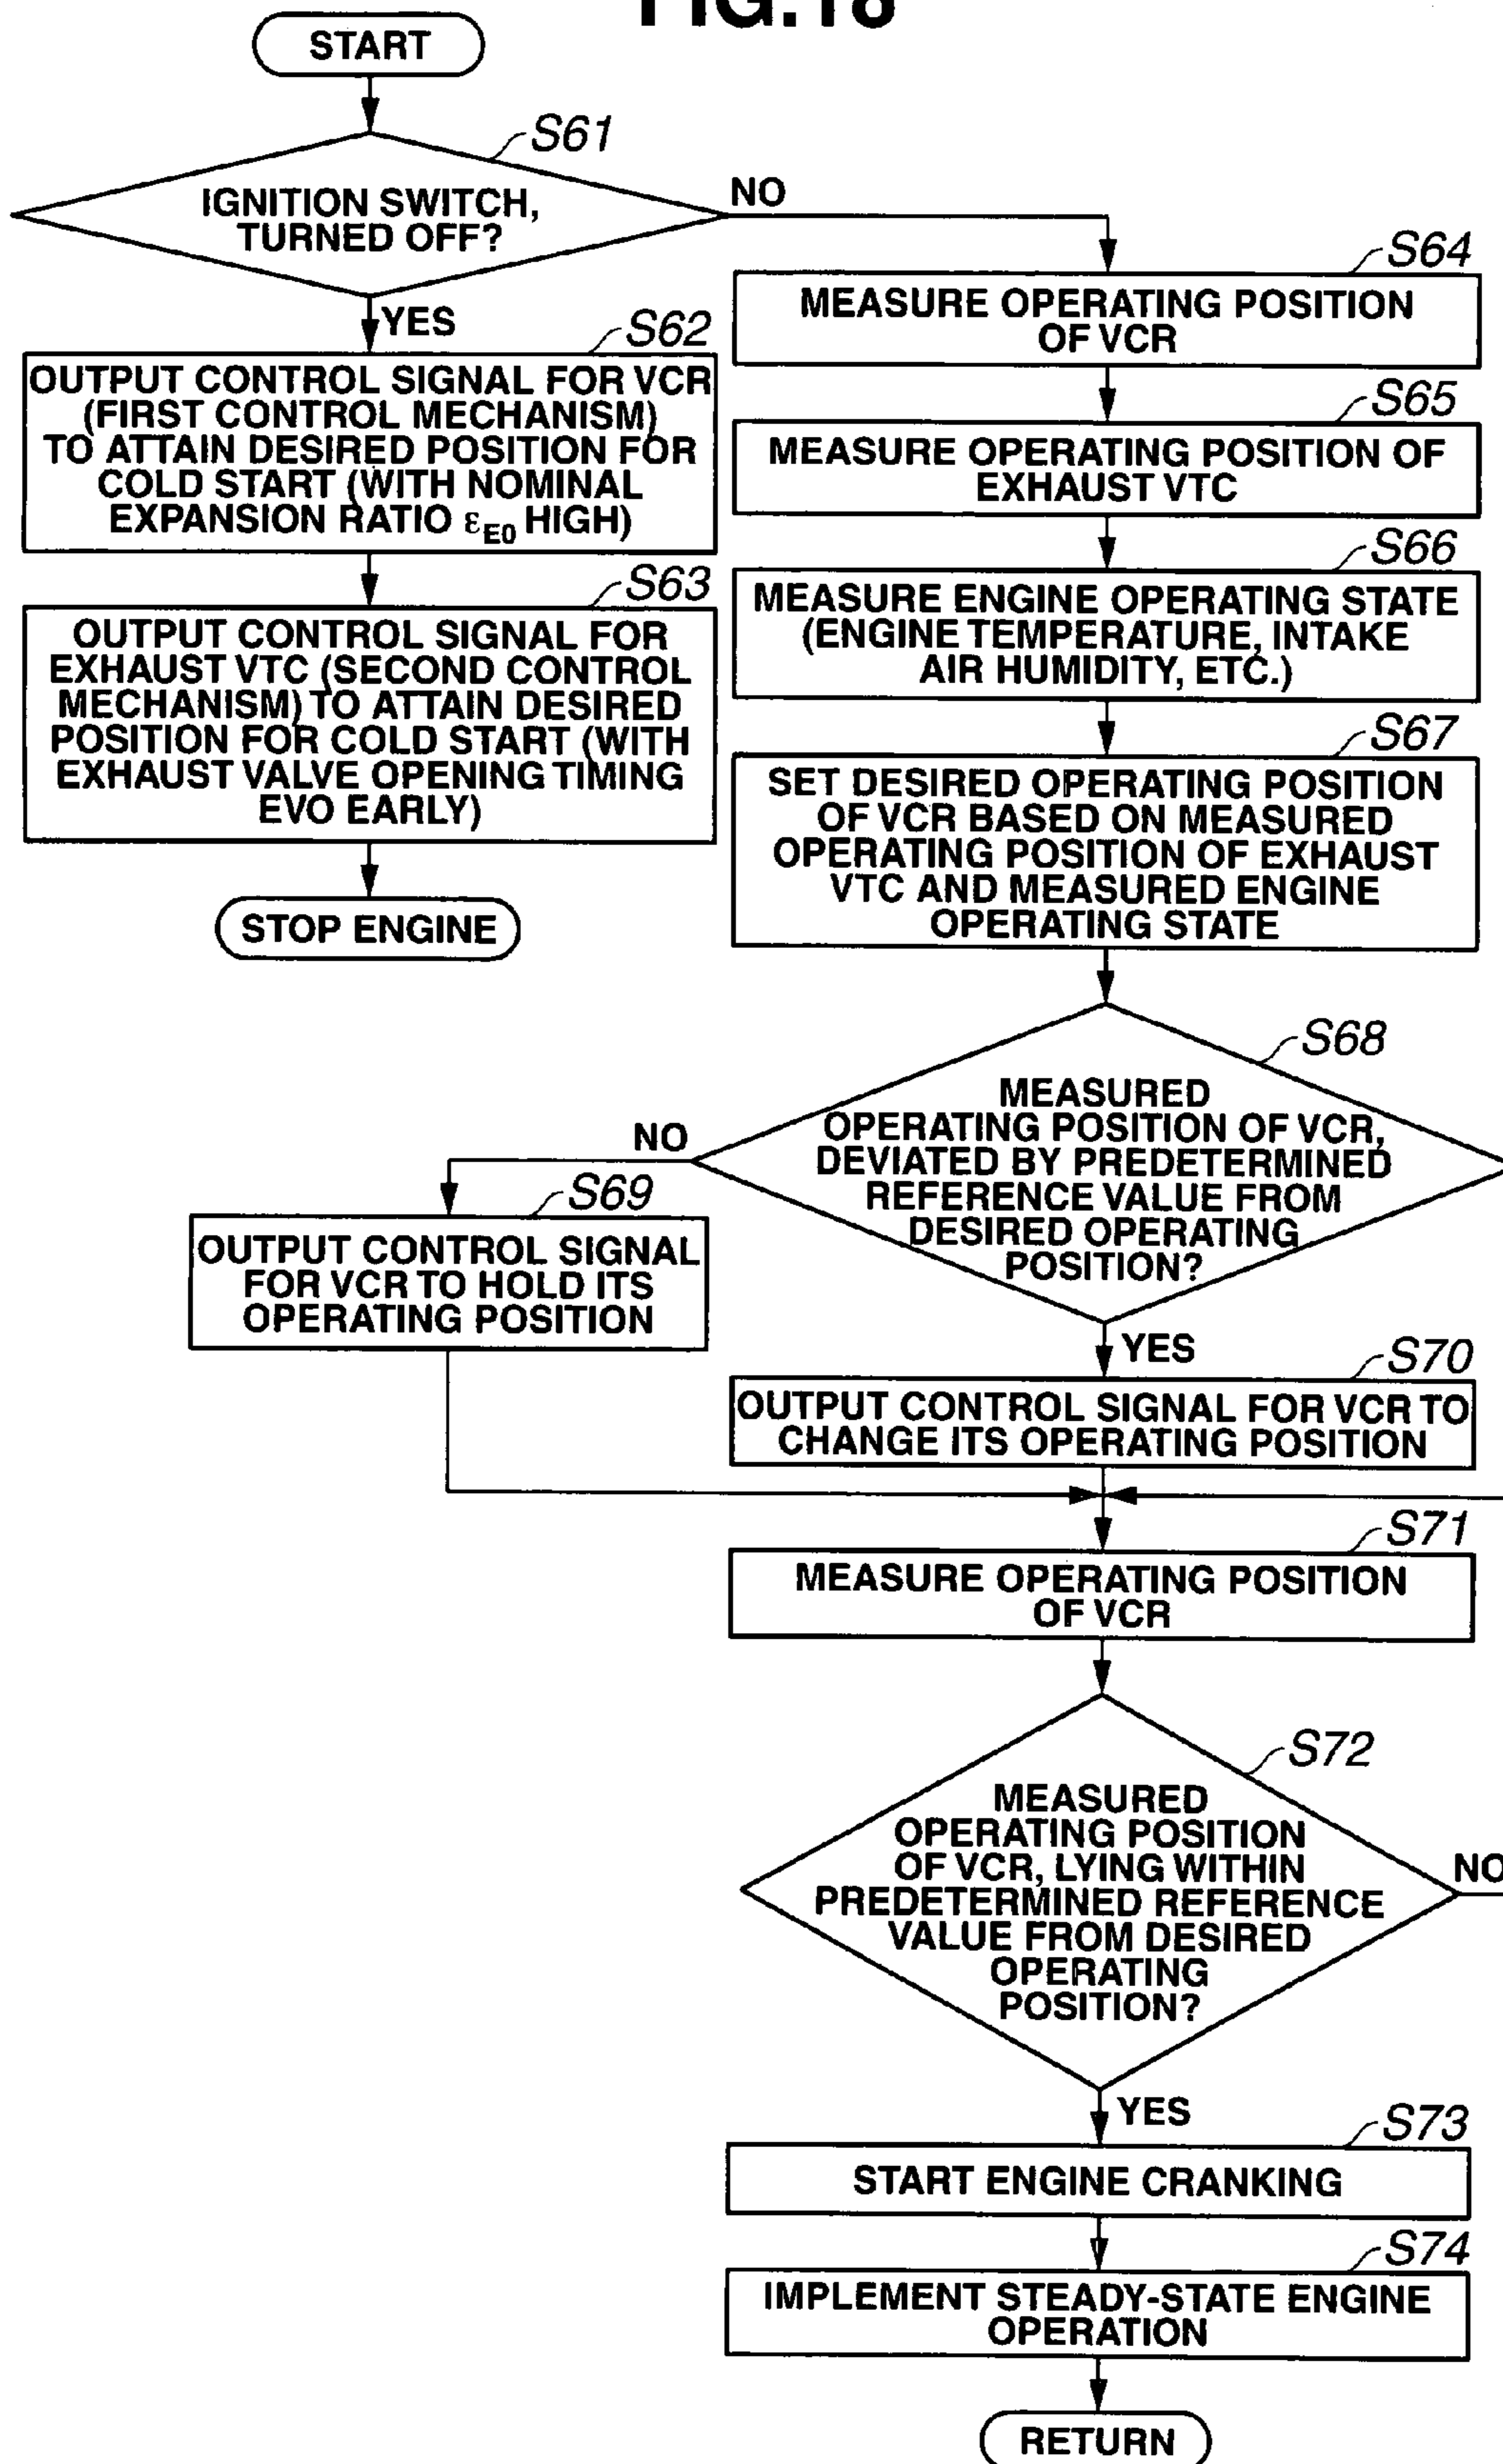 FIG.18
START
S61
IGNITION SWITCH,
TURNED OFF?
NO
YES
S62
OUTPUT CONTROL SIGNAL FOR VCR
(FIRST CONTROL MECHANISM)
TO ATTAIN DESIRED POSITION FOR
COLD START (WITH NOMINAL
EXPANSION RATIO εE0 HIGH)
S63
OUTPUT CONTROL SIGNAL FOR
EXHAUST VTC (SECOND CONTROL
MECHANISM) TO ATTAIN DESIRED
POSITION FOR COLD START (WITH
EXHAUST VALVE OPENING TIMING
EVO EARLY)
STOP ENGINE
S64
MEASURE OPERATING POSITION
OF VCR
S65
MEASURE OPERATING POSITION OF
EXHAUST VTC
S66
MEASURE ENGINE OPERATING STATE
(ENGINE TEMPERATURE, INTAKE
AIR HUMIDITY, ETC.)
S67
SET DESIRED OPERATING POSITION
OF VCR BASED ON MEASURED
OPERATING POSITION OF EXHAUST
VTC AND MEASURED ENGINE
OPERATING STATE
S68
MEASURED
OPERATING POSITION OF VCR,
DEVIATED BY PREDETERMINED
REFERENCE VALUE FROM
DESIRED OPERATING
POSITION?
NO
S69
OUTPUT CONTROL SIGNAL
FOR VCR TO HOLD ITS
OPERATING POSITION
YES
S70
OUTPUT CONTROL SIGNAL FOR VCR TO
CHANGE ITS OPERATING POSITION
S71
MEASURE OPERATING POSITION
OF VCR
S72
MEASURED
OPERATING POSITION
OF VCR, LYING WITHIN
PREDETERMINED REFERENCE
VALUE FROM DESIRED
OPERATING
POSITION?
NO
YES
S73
START ENGINE CRANKING
S74
IMPLEMENT STEADY-STATE ENGINE
OPERATION
RETURN